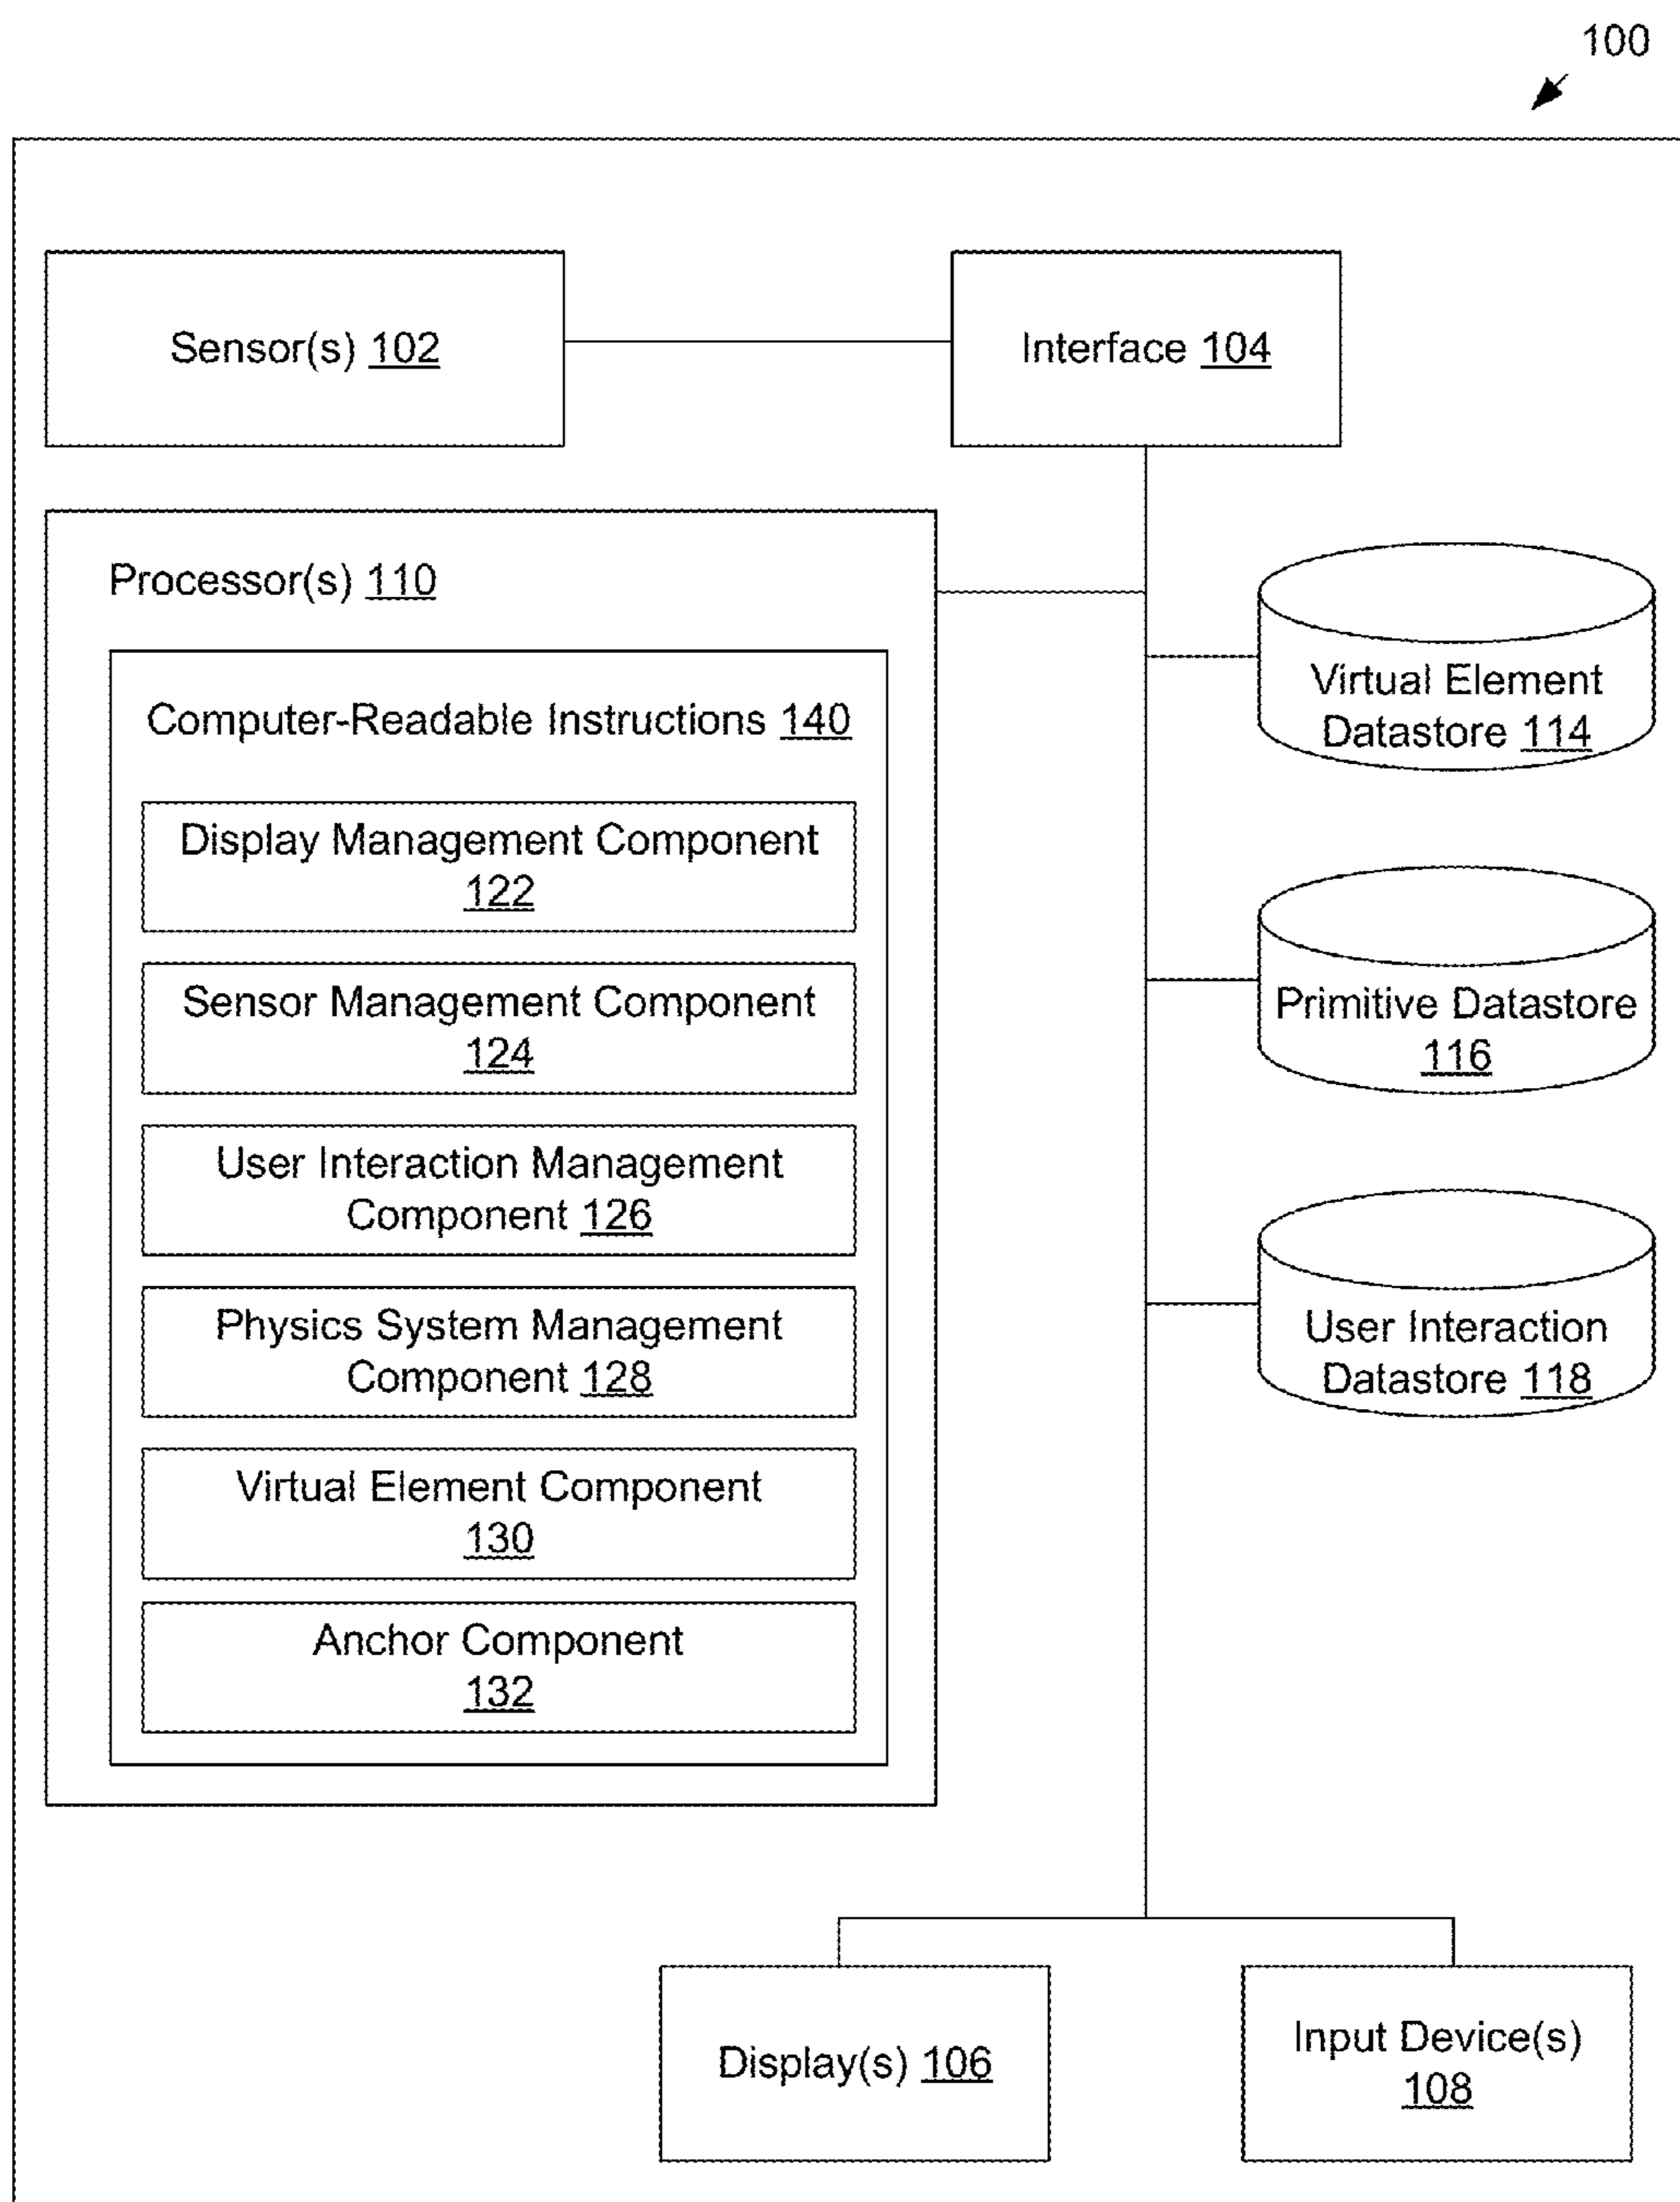 100
Sensor(s) 102
Interface 104
Processor(s) 110
Computer-Readable Instructions 140
Display Management Component
122
Sensor Management Component
124
User Interaction Management
Component 126
Physics System Management
Component 128
Virtual Element Component
130
Anchor Component
132
Virtual Element
Datastore 114
Primitive Datastore
116
User Interaction
Datastore 118
Display(s) 106
Input Device(s)
108